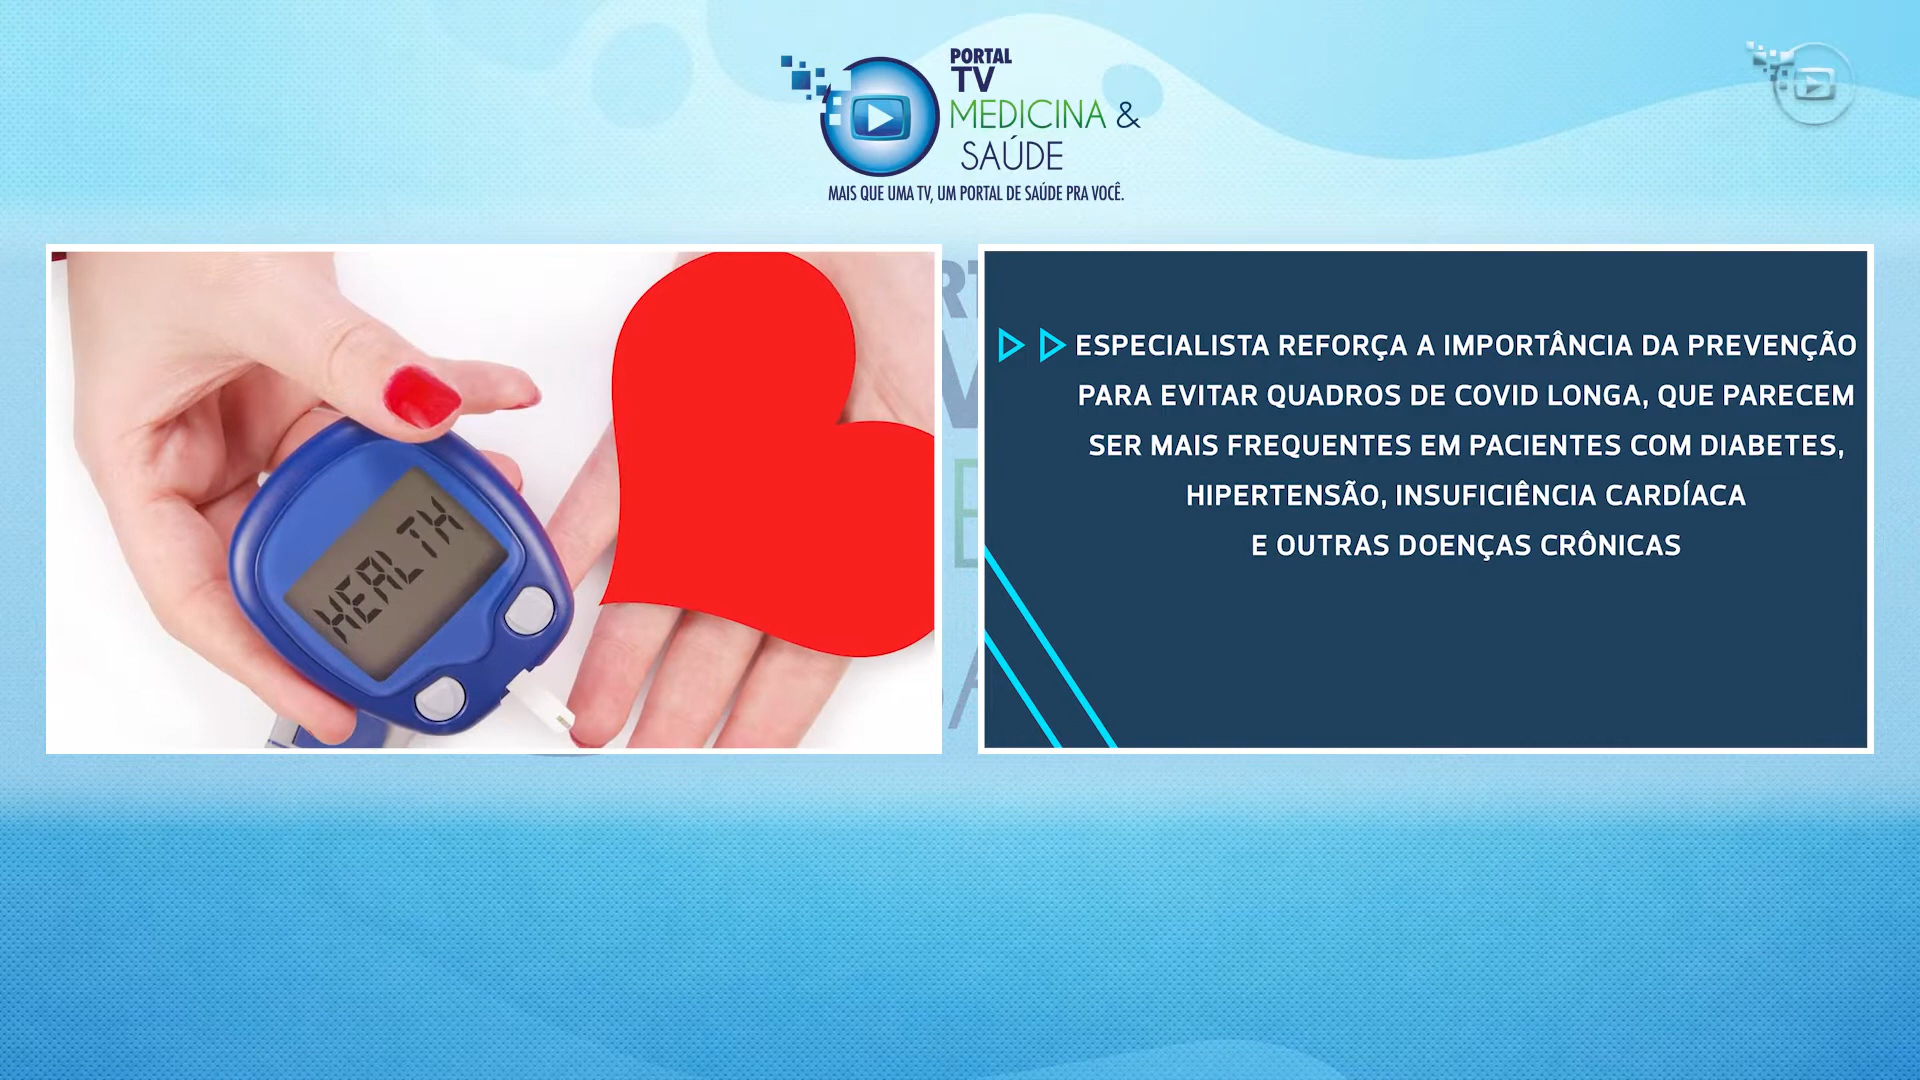 PORTAL
TV
MEDICINA &
SAÚDE
MAIS QUE UMA TV, UM PORTAL DE SAÚDE PRA VOCÊ.
HEALTH
ESPECIALISTA REFORÇA A IMPORTÂNCIA DA PREVENÇÃO
PARA EVITAR QUADROS DE COVID LONGA, QUE PARECEM
SER MAIS FREQUENTES EM PACIENTES COM DIABETES,
HIPERTENSÃO, INSUFICIÊNCIA CARDÍACA
E OUTRAS DOENÇAS CRÔNICAS